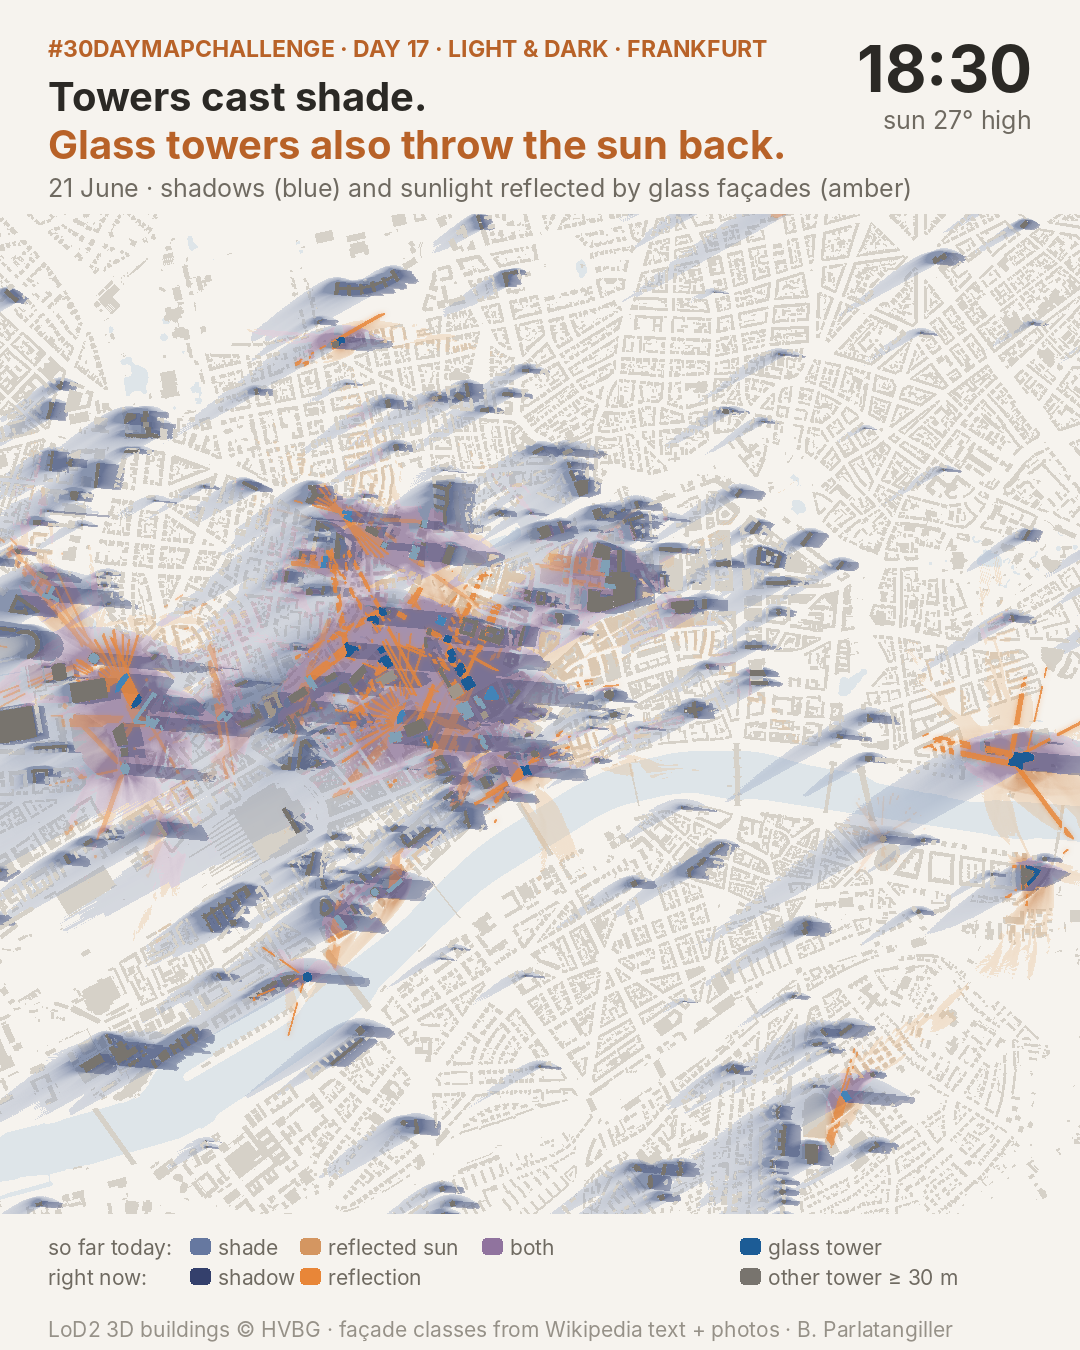 #30DAYMAPCHALLENGE · DAY 17 · LIGHT & DARK · FRANKFURT
18:30
Towers cast shade.
sun 27° high
Glass towers also throw the sun back.
21 June · shadows (blue) and sunlight reflected by glass façades (amber)
so far today: shade reflected sun both glass tower
right now: shadow reflection other tower ≥ 30 m
LoD2 3D buildings © HVBG · façade classes from Wikipedia text + photos · B. Parlatangiller